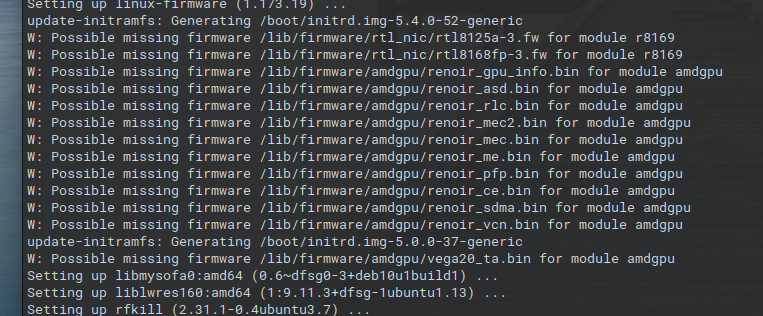 Setting up linux-firmware (1.173.19) ...
update-initramfs: Generating /boot/initrd.img-5.4.0-52-generic
W: Possible missing firmware /lib/firmware/rtl_nic/rtl8125a-3.fw for module r8169
W: Possible missing firmware /lib/firmware/rtl_nic/rtl8168fp-3.fw for module r8169
W: Possible missing firmware /lib/firmware/amdgpu/renoir_gpu_info.bin for module amdgpu
W: Possible missing firmware /lib/firmware/amdgpu/renoir_asd.bin for module amdgpu
W: Possible missing firmware /lib/firmware/amdgpu/renoir_rlc.bin for module amdgpu
W: Possible missing firmware /lib/firmware/amdgpu/renoir_mec2.bin for module amdgpu
W: Possible missing firmware /lib/firmware/amdgpu/renoir_mec.bin for module amdgpu
W: Possible missing firmware /lib/firmware/amdgpu/renoir_me.bin for module amdgpu
W: Possible missing firmware /lib/firmware/amdgpu/renoir_pfp.bin for module amdgpu
W: Possible missing firmware /lib/firmware/amdgpu/renoir_ce.bin for module amdgpu
W: Possible missing firmware /lib/firmware/amdgpu/renoir_sdma.bin for module amdgpu
W: Possible missing firmware /lib/firmware/amdgpu/renoir_vcn.bin for module amdgpu
update-initramfs: Generating /boot/initrd.img-5.0.0-37-generic
W: Possible missing firmware /lib/firmware/amdgpu/vega20_ta.bin for module amdgpu
Setting up libmysofa0:amd64 (0.6~dfsg0-3+deb10u1build1) ...
Setting up liblwres160:amd64 (1:9.11.3+dfsg-1ubuntu1.13) ...
Setting up rfkill (2.31.1-0.4ubuntu3.7) ...